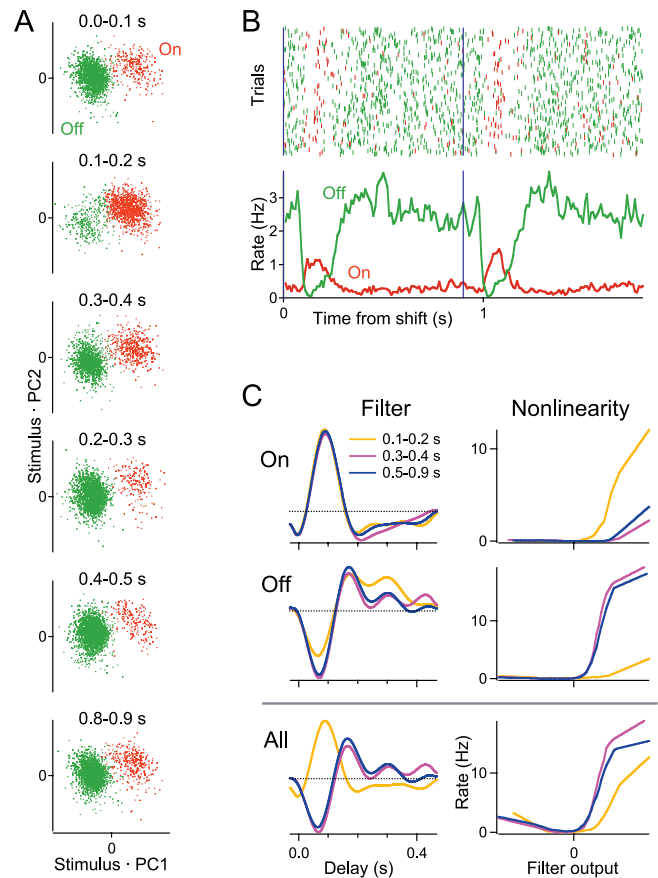 A
0.0-0.1 s
On
0
Off
0.1-0.2 s
0
0.3-0.4 s
0
0.2-0.3 s
0
0.4-0.5 s
0
0.8-0.9 s
0
0
Stimulus · PC2
Stimulus · PC1
B
Trials
Rate (Hz)
3
2
1
0
Off
On
0
1
Time from shift (s)
C
Filter
Nonlinearity
On
0.1-0.2 s
0.3-0.4 s
0.5-0.9 s
10
0
Off
10
0
All
Rate (Hz)
10
0
0.0
0.4
Delay (s)
0
Filter output